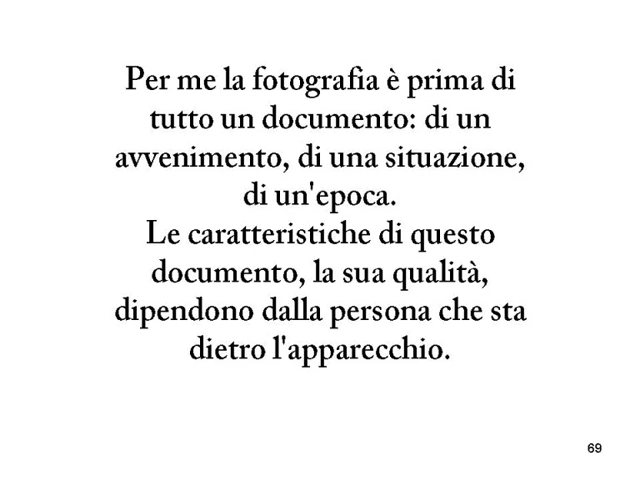 Per me la fotografia è prima di
tutto un documento: di un
avvenimento, di una situazione,
di un'epoca.
Le caratteristiche di questo
documento, la sua qualità,
dipendono dalla persona che sta
dietro l'apparecchio.
69